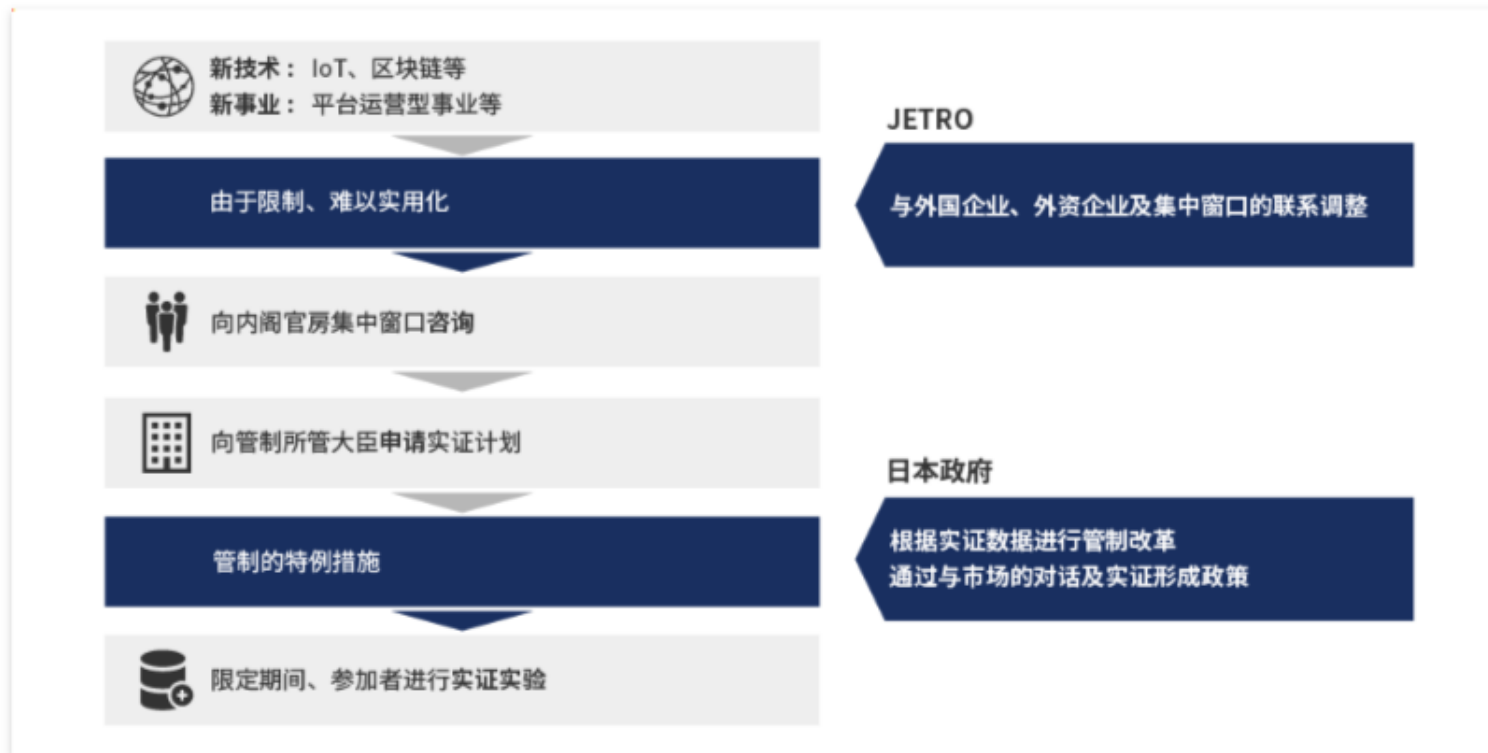 新技术： IoT、区块链等
新事业： 平台运营型事业等
由于限制、难以实用化
向内阁官房集中窗口咨询
向管制所管大臣申请实证计划
管制的特例措施
限定期间、参加者进行实证实验
JETRO
与外国企业、外资企业及集中窗口的联系调整
日本政府
根据实证数据进行管制改革
通过与市场的对话及实证形成政策